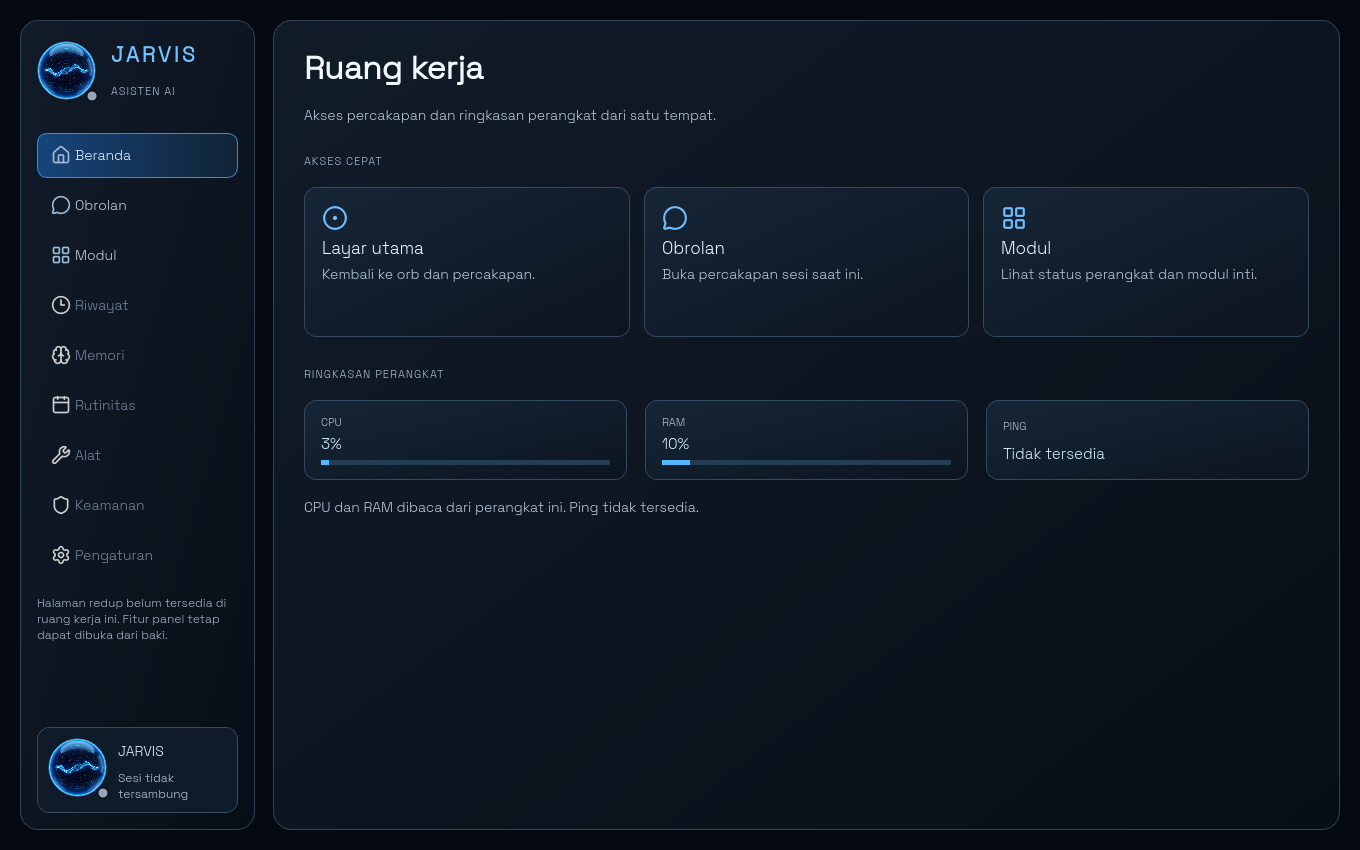 JARVIS
ASISTEN AI
Beranda
Obrolan
Modul
Riwayat
Memori
Rutinitas
Alat
Keamanan
Pengaturan
Halaman redup belum tersedia di
ruang kerja ini. Fitur panel tetap
dapat dibuka dari baki.
JARVIS
Sesi tidak
tersambung
Ruang kerja
Akses percakapan dan ringkasan perangkat dari satu tempat.
AKSES CEPAT
Layar utama
Kembali ke orb dan percakapan.
Obrolan
Buka percakapan sesi saat ini.
Modul
Lihat status perangkat dan modul inti.
RINGKASAN PERANGKAT
CPU
3%
RAM
10%
PING
Tidak tersedia
CPU dan RAM dibaca dari perangkat ini. Ping tidak tersedia.